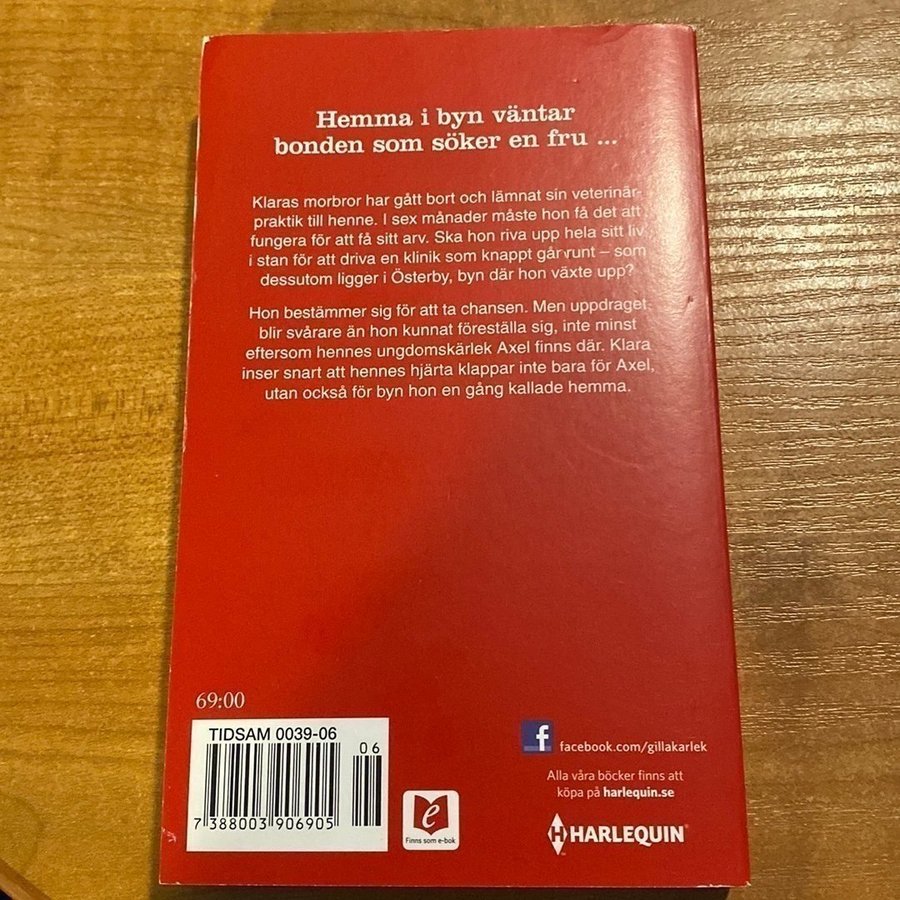 Hemma i byn väntar
bonden som söker en fru ...
Klaras morbror har gått bort och lämnat sin veterinär-
praktik till henne. I sex månader måste hon få det att
fungera för att få sitt arv. Ska hon riva upp hela sitt liv
i stan för att driva en klinik som knappt går runt – som
dessutom ligger i Österby, byn där hon växte upp?
Hon bestämmer sig för att ta chansen. Men uppdraget
blir svårare än hon kunnat föreställa sig, inte minst
eftersom hennes ungdomskärlek Axel finns där. Klara
inser snart att hennes hjärta klappar inte bara för Axel,
utan också för byn hon en gång kallade hemma.
69:00
TIDSAM 0039-06
06
7 388003 906905
e
Finns som e-bok
f facebook.com/gillakarlek
Alla våra böcker finns att
köpa på harlequin.se
H HARLEQUIN